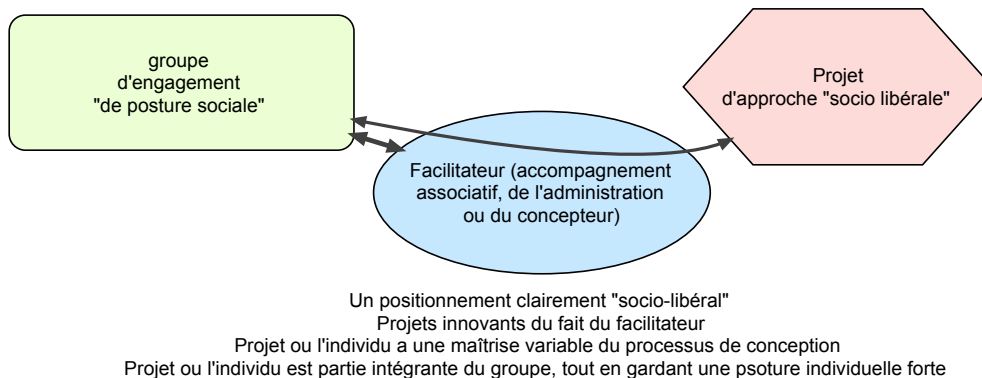 groupe
d'engagement
"de posture sociale"
Projet
d'approche "socio libérale"
Facilitateur (accompagnement
associatif, de l'administration
ou du concepteur)
Un positionnement clairement "socio-libéral"
Projets innovants du fait du facilitateur
Projet ou l'individu a une maîtrise variable du processus de conception
Projet ou l'individu est partie intégrante du groupe, tout en gardant une psoture individuelle forte